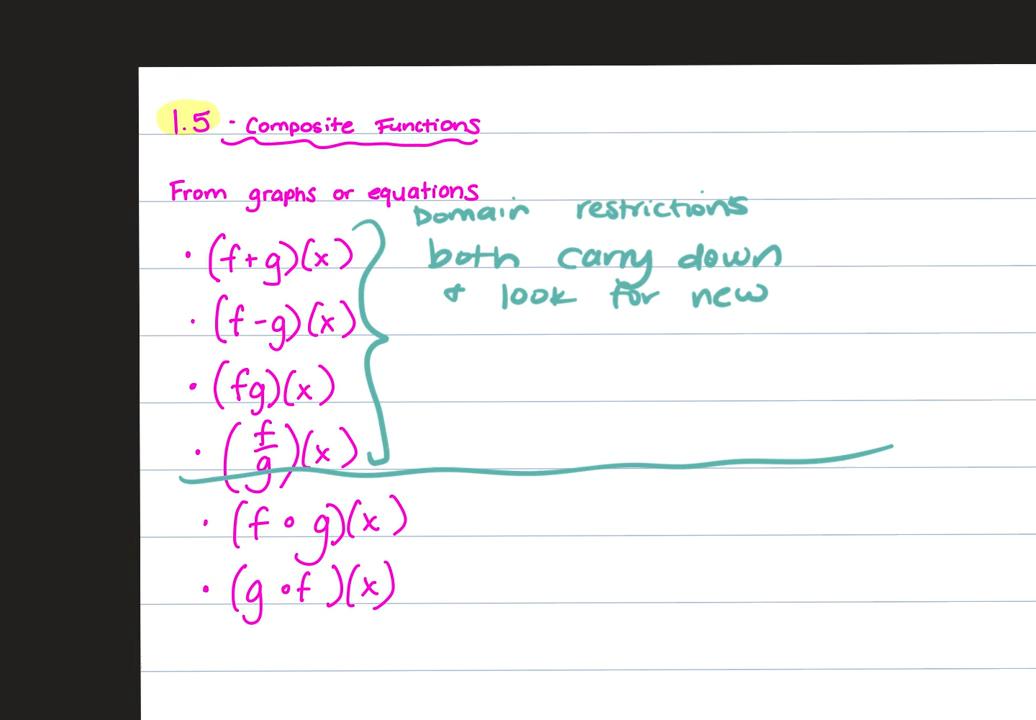 1.5 - Composite Functions
From graphs or equations
Domain restrictions
both carry down
& look for new
• (f+g)(x)
• (f-g)(x)
• (fg)(x)
• (f/g)(x)
• (f∘g)(x)
• (g∘f)(x)